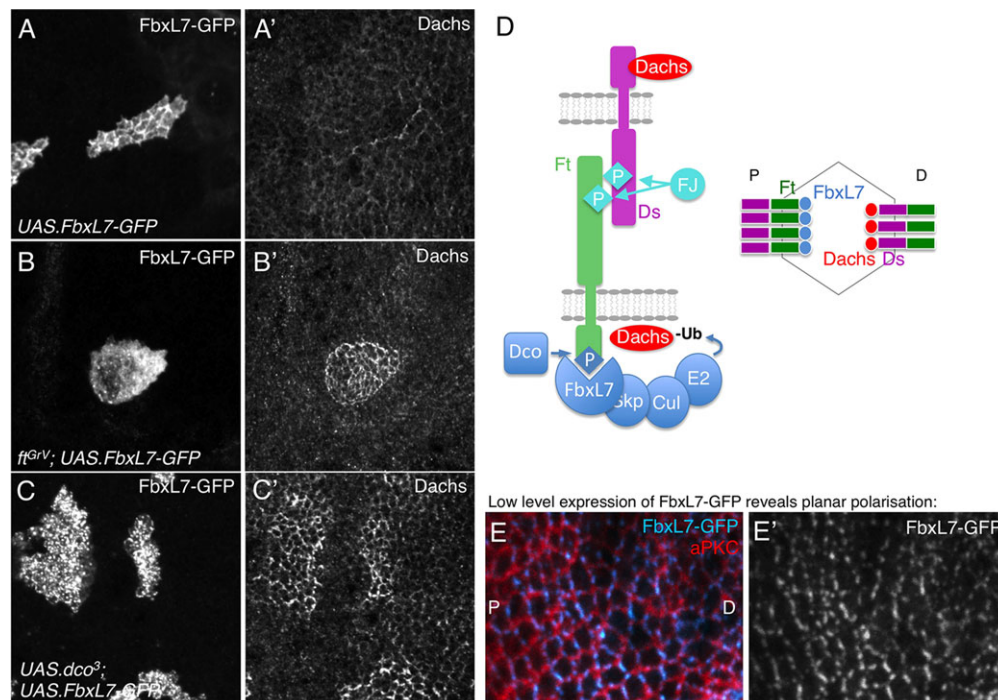 A
FbxL7-GFP
UAS.FbxL7-GFP
A'
Dachs
B
FbxL7-GFP
ft^GrV; UAS.FbxL7-GFP
B'
Dachs
C
FbxL7-GFP
UAS.dco³;
UAS.FbxL7-GFP
C'
Dachs
D
Dachs
Ft
P
P
FJ
Ds
Dachs -Ub
Dco
P
FbxL7
Skp
Cul
E2
P
D
Ft
FbxL7
Dachs Ds
Low level expression of FbxL7-GFP reveals planar polarisation:
E
FbxL7-GFP
aPKC
P
D
E'
FbxL7-GFP